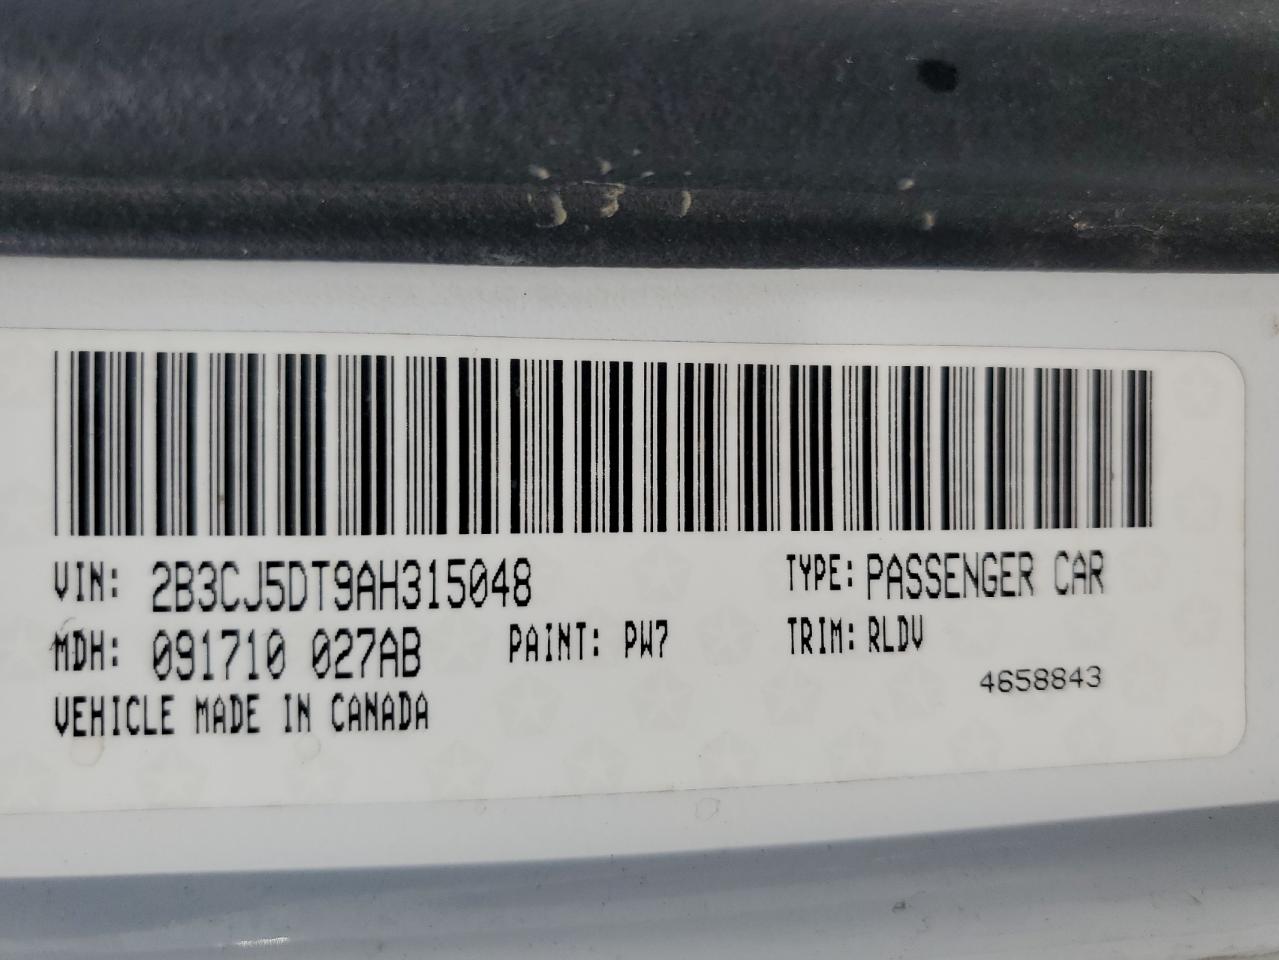 VIN: 2B3CJ5DT9AH315048 TYPE: PASSENGER CAR
MDH: 091710 027AB PAINT: PW7 TRIM: RLDV
4658843
VEHICLE MADE IN CANADA